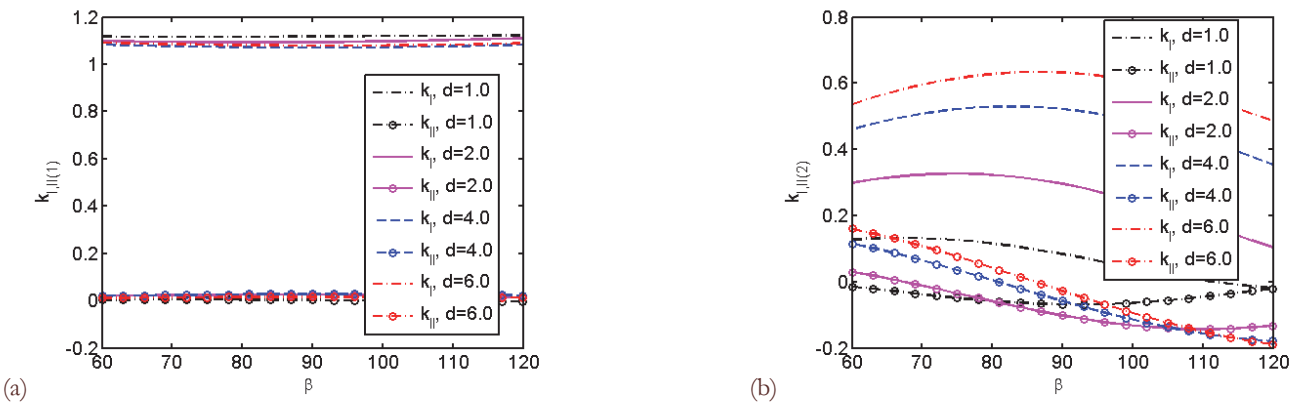 1.2
1
0.8
0.6
0.4
0.2
0
-0.2
60 70 80 90 100 110 120
k_I,II(1)
β
k_I, d=1.0
k_II, d=1.0
k_I, d=2.0
k_II, d=2.0
k_I, d=4.0
k_II, d=4.0
k_I, d=6.0
k_II, d=6.0
(a)
0.8
0.6
0.4
0.2
0
-0.2
60 70 80 90 100 110 120
k_I,II(2)
β
k_I, d=1.0
k_II, d=1.0
k_I, d=2.0
k_II, d=2.0
k_I, d=4.0
k_II, d=4.0
k_I, d=6.0
k_II, d=6.0
(b)